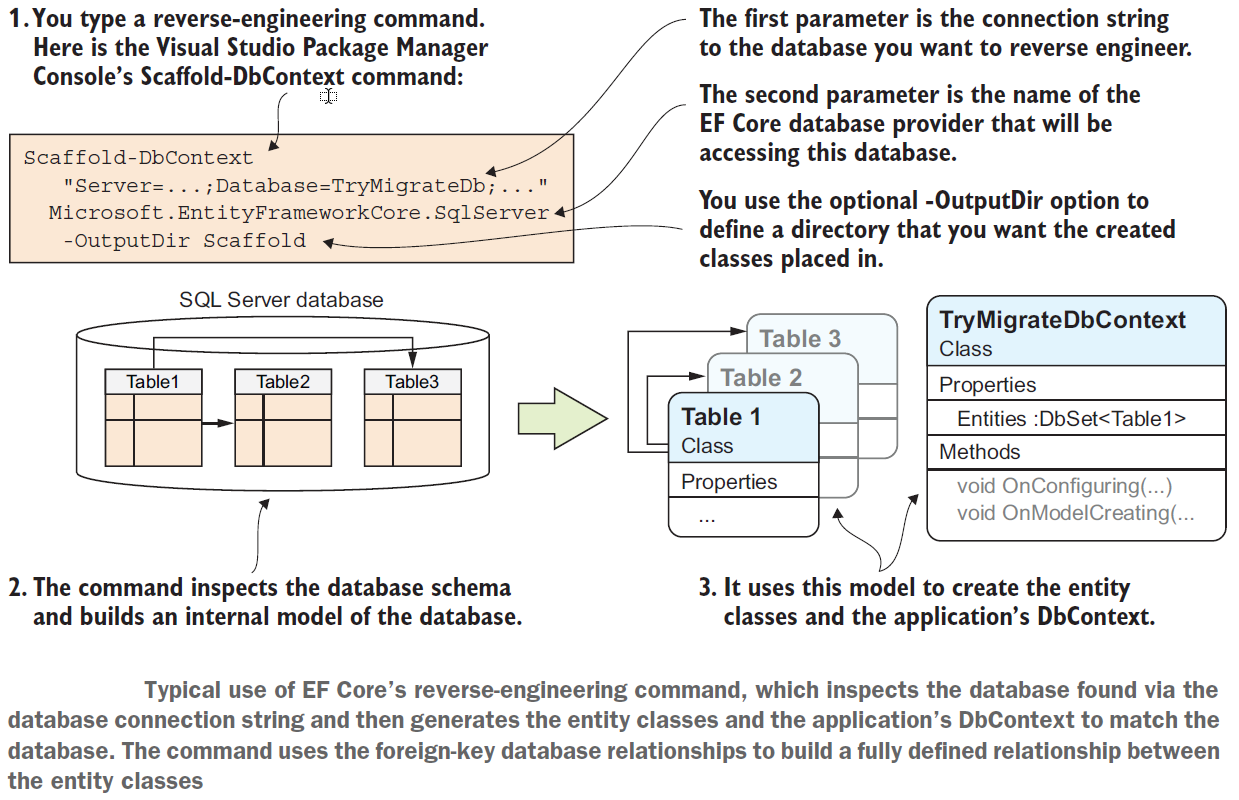 1. You type a reverse-engineering command.
Here is the Visual Studio Package Manager
Console's Scaffold-DbContext command:
The first parameter is the connection string
to the database you want to reverse engineer.
The second parameter is the name of the
EF Core database provider that will be
accessing this database.
You use the optional -OutputDir option to
define a directory that you want the created
classes placed in.
Scaffold-DbContext
"Server=...;Database=TryMigrateDb;..."
Microsoft.EntityFrameworkCore.SqlServer
-OutputDir Scaffold
SQL Server database
Table1
Table2
Table3
Table 3
Table 2
Table 1
Class
Properties
...
TryMigrateDbContext
Class
Properties
Entities :DbSet<Table1>
Methods
void OnConfiguring(...)
void OnModelCreating(...
2. The command inspects the database schema
and builds an internal model of the database.
3. It uses this model to create the entity
classes and the application's DbContext.
Typical use of EF Core's reverse-engineering command, which inspects the database found via the
database connection string and then generates the entity classes and the application's DbContext to match the
database. The command uses the foreign-key database relationships to build a fully defined relationship between
the entity classes